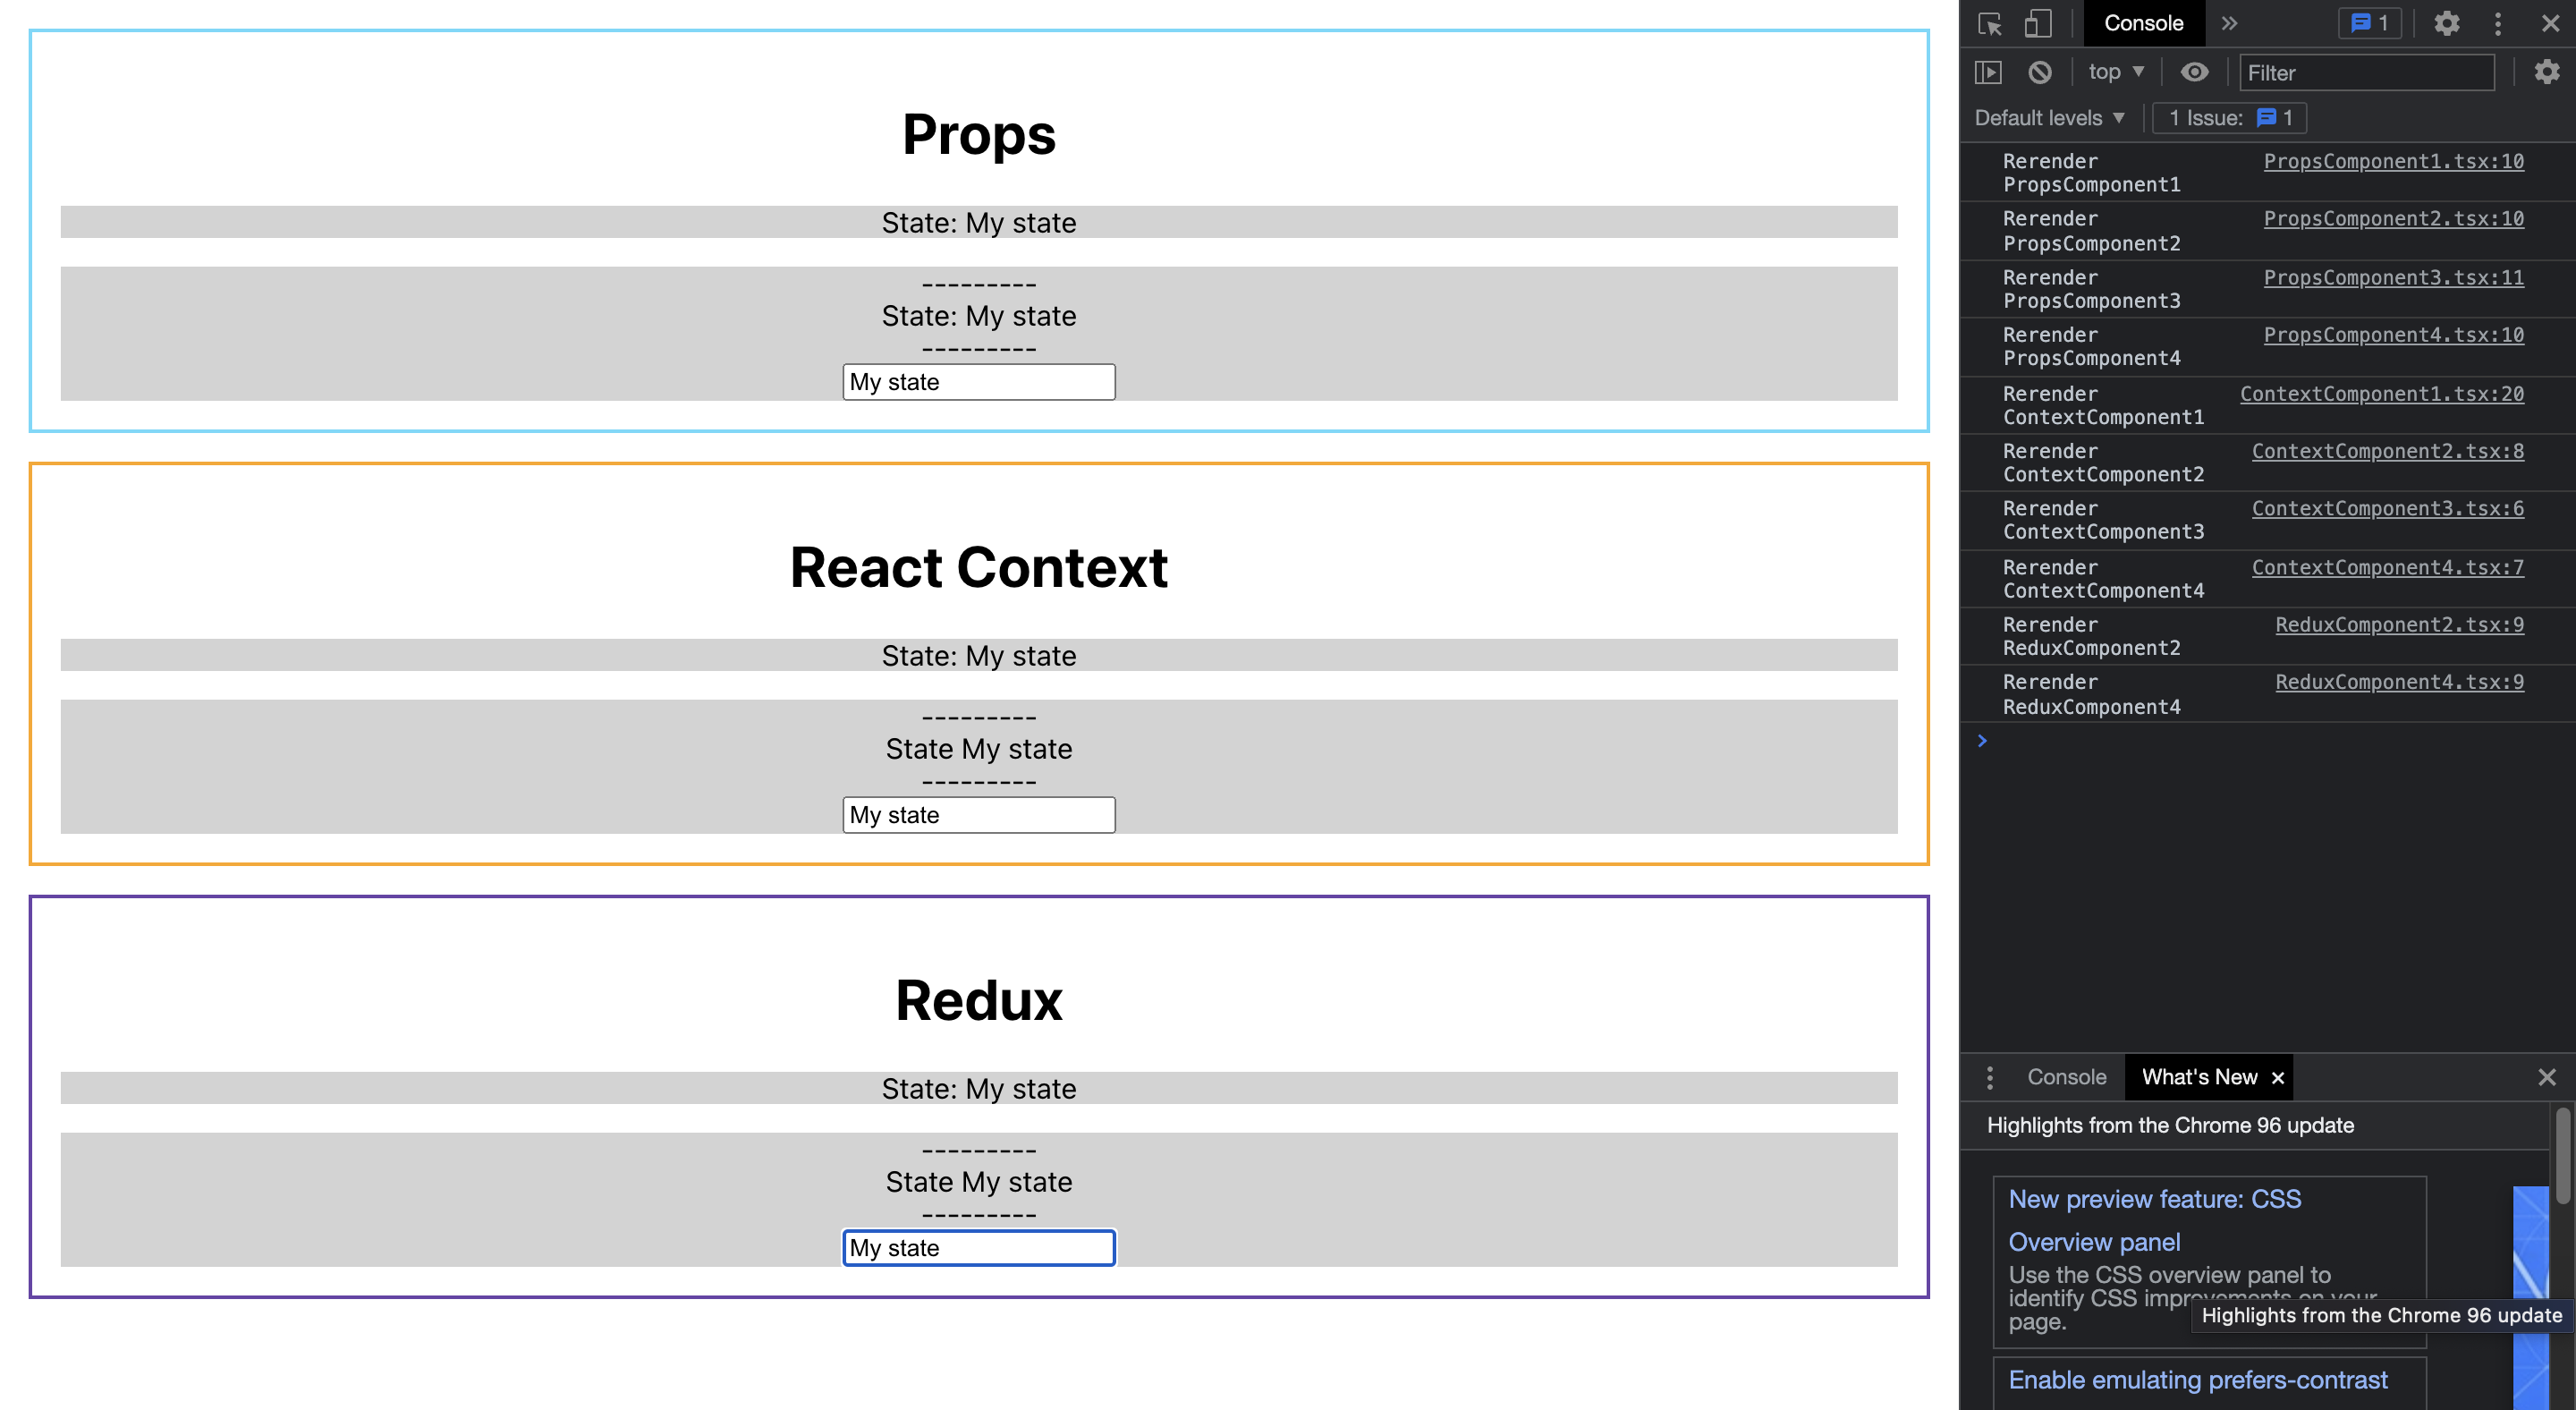 Props
State: My state
---------
State: My state
---------
My state
React Context
State: My state
---------
State My state
---------
My state
Redux
State: My state
---------
State My state
---------
My state
Console
1
top
Filter
Default levels
1 Issue: 1
Rerender PropsComponent1.tsx:10
PropsComponent1
Rerender PropsComponent2.tsx:10
PropsComponent2
Rerender PropsComponent3.tsx:11
PropsComponent3
Rerender PropsComponent4.tsx:10
PropsComponent4
Rerender ContextComponent1.tsx:20
ContextComponent1
Rerender ContextComponent2.tsx:8
ContextComponent2
Rerender ContextComponent3.tsx:6
ContextComponent3
Rerender ContextComponent4.tsx:7
ContextComponent4
Rerender ReduxComponent2.tsx:9
ReduxComponent2
Rerender ReduxComponent4.tsx:9
ReduxComponent4
Console What's New
Highlights from the Chrome 96 update
New preview feature: CSS
Overview panel
Use the CSS overview panel to
identify CSS improvements on your
page.
Highlights from the Chrome 96 update
Enable emulating prefers-contrast